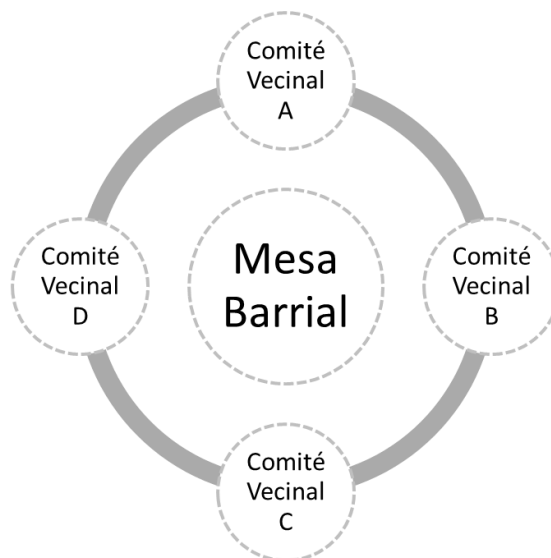 Comité
Vecinal
A
Comité
Vecinal
D
Mesa
Barrial
Comité
Vecinal
B
Comité
Vecinal
C